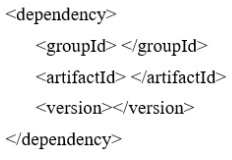 <dependency>
<groupId> </groupId>
<artifactId> </artifactId>
<version></version>
</dependency>